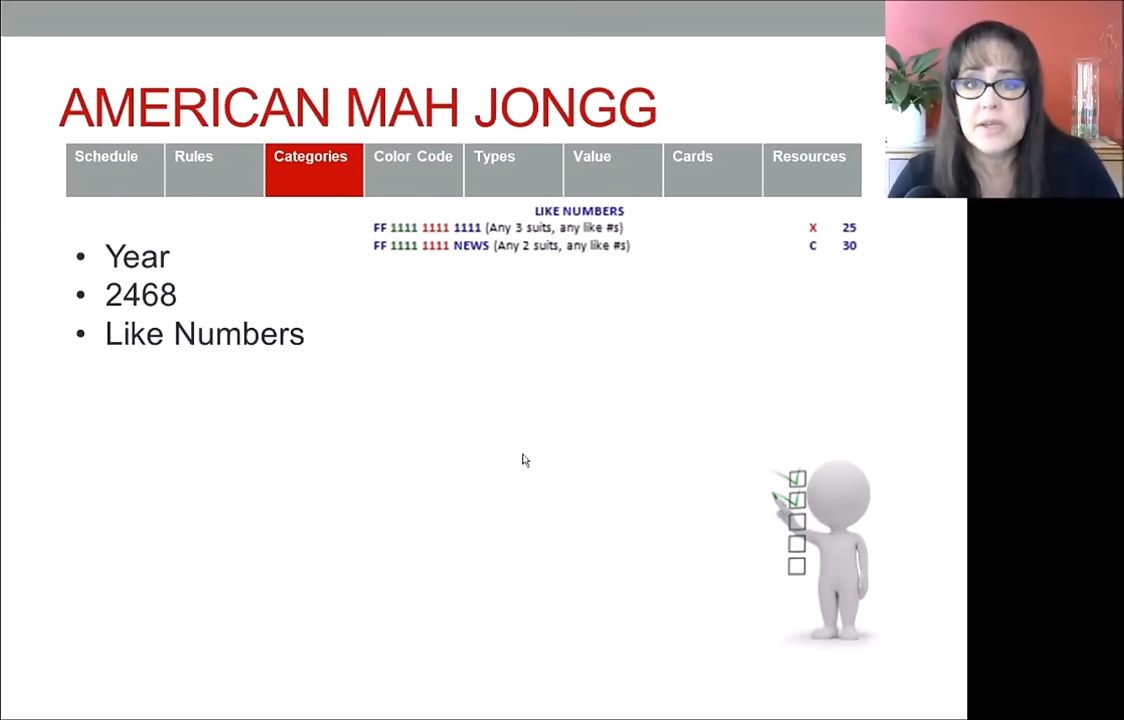 AMERICAN MAH JONGG
Schedule Rules Categories Color Code Types Value Cards Resources
LIKE NUMBERS
FF 1111 1111 1111 (Any 3 suits, any like #s) X 25
FF 1111 1111 NEWS (Any 2 suits, any like #s) C 30
• Year
• 2468
• Like Numbers